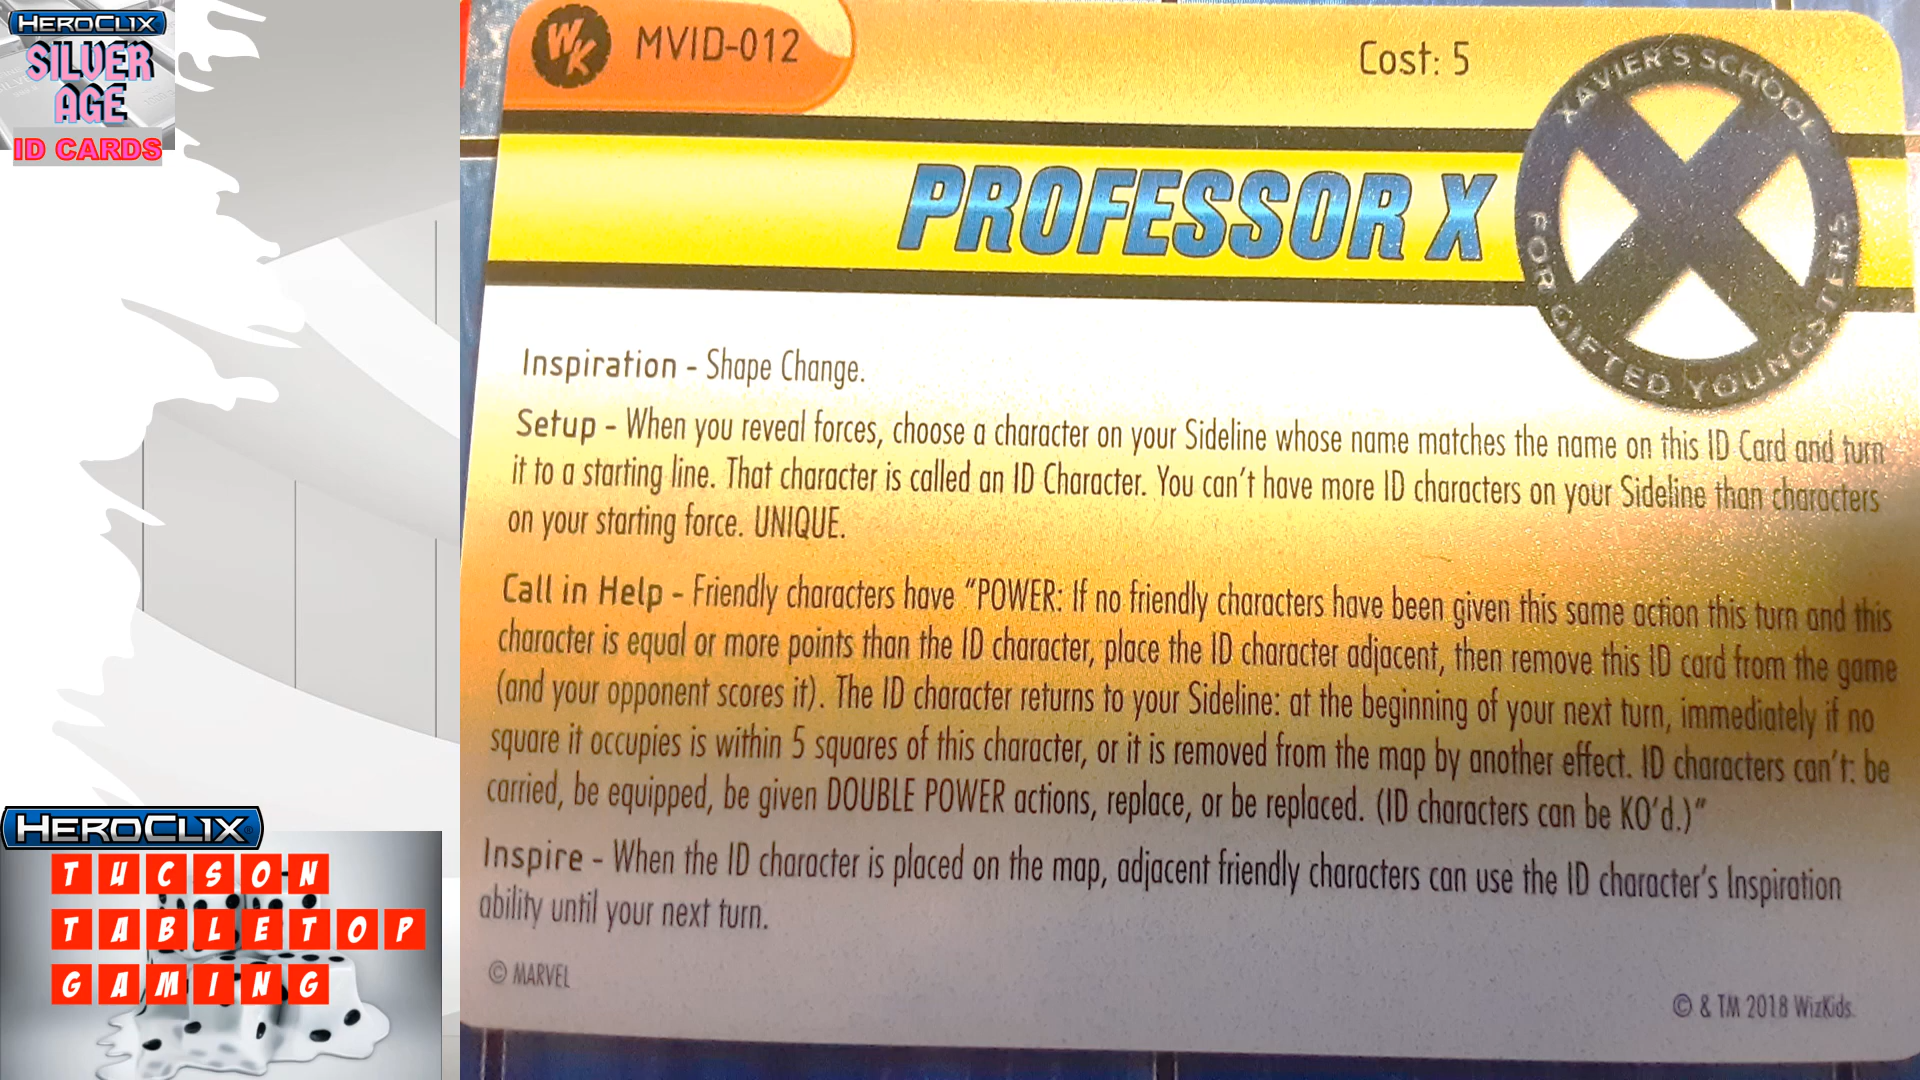 HEROCLIX
SILVER
AGE
ID CARDS
WK
MVID-012
Cost: 5
PROFESSOR X
XAVIER'S SCHOOL
FOR GIFTED YOUNGSTERS
Inspiration - Shape Change.
Setup - When you reveal forces, choose a character on your Sideline whose name matches the name on this ID Card and turn
it to a starting line. That character is called an ID Character. You can't have more ID characters on your Sideline than characters
on your starting force. UNIQUE.
Call in Help - Friendly characters have "POWER: If no friendly characters have been given this same action this turn and this
character is equal or more points than the ID character, place the ID character adjacent, then remove this ID card from the game
(and your opponent scores it). The ID character returns to your Sideline: at the beginning of your next turn, immediately if no
square it occupies is within 5 squares of this character, or it is removed from the map by another effect. ID characters can't: be
carried, be equipped, be given DOUBLE POWER actions, replace, or be replaced. (ID characters can be KO'd.)"
Inspire - When the ID character is placed on the map, adjacent friendly characters can use the ID character's Inspiration
ability until your next turn.
© MARVEL
© & TM 2018 WizKids.
HEROCLIX®
TUCSON
TABLETOP
GAMING